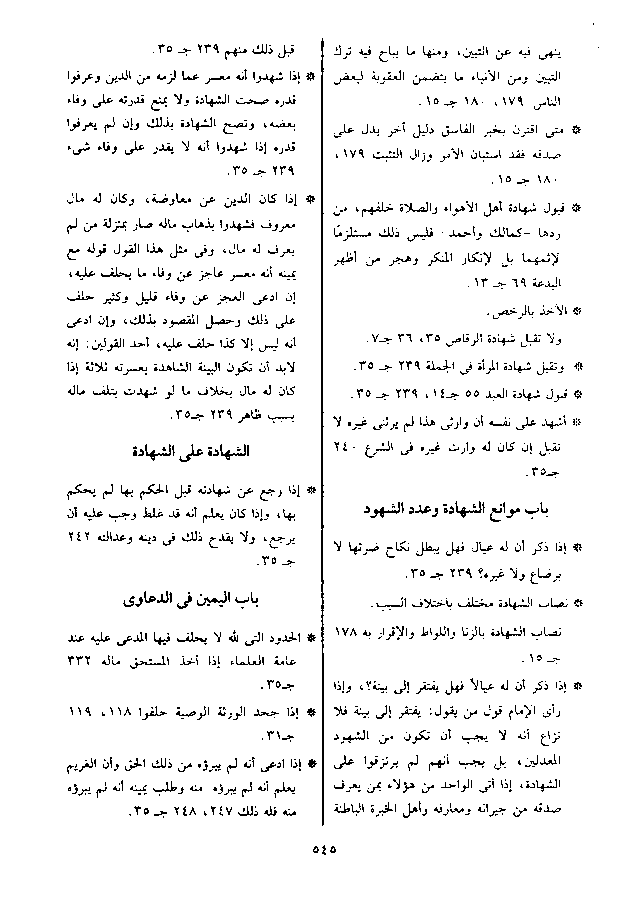 ينهى فيه عن التبين، ومنها ما يباح فيه ترك
التبين ومن الأنباء ما يتضمن العقوبة لبعض
الناس ١٧٩، ١٨٠ جـ ١٥.
* متى اقترن بخبر الفاسق دليل آخر يدل على
صدقه فقد استبان الأمر وزال التثبت ١٧٩،
١٨٠ جـ ١٥.
* قبول شهادة أهل الأهواء والصلاة خلفهم، من
ردها -كمالك وأحمد- فليس ذلك مستلزمًا
لإثمهما بل لإنكار المنكر وهجر من أظهر
البدعة ٦٩ جـ ١٣.
* الأخذ بالرخص.
ولا تقبل شهادة الرقاص ٣٥، ٣٦ جـ٧.
* وتقبل شهادة المرأة فى الجملة ٢٣٩ جـ ٣٥.
* قبول شهادة العبد ٥٥ جـ١٤، ٢٣٩ جـ ٣٥.
* أشهد على نفسه أن وارثى هذا لم يرثنى غيره لا
تقبل إن كان له وارث غيره فى الشرع ٢٤٠
جـ٣٥.
باب موانع الشهادة وعدد الشهود
* إذا ذكر أن له عيال فهل يبطل نكاح ضرتها لا
برضاع ولا غيره؟ ٢٣٩ جـ ٣٥.
* نصاب الشهادة مختلف باختلاف السبب.
نصاب الشهادة بالزنا واللواط والإقرار به ١٧٨
جـ ١٥.
* إذا ذكر أن له عيالاً فهل يفتقر إلى بينة؟، وإذا
رأى الإمام قول من يقول: يفتقر إلى بينة فلا
نزاع أنه لا يجب أن تكون من الشهود
المعدلين، بل يجب أنهم لم يرتزقوا على
الشهادة، إذا أتى الواحد من هؤلاء بمن يعرف
صدقه من جيرانه ومعارفه وأهل الخبرة الباطنة
قبل ذلك منهم ٢٣٩ جـ ٣٥.
* إذا شهدوا أنه معسر عما لزمه من الدين وعرفوا
قدره صحت الشهادة ولا يمنع قدرته على وفاء
بعضه، وتصح الشهادة بذلك وإن لم يعرفوا
قدره إذا شهدوا أنه لا يقدر على وفاء شىء
٢٣٩ جـ ٣٥.
* إذا كان الدين عن معاوضة، وكان له مال
معروف فشهدوا بذهاب ماله صار بمنزلة من لم
يعرف له مال، وفى مثل هذا القول قوله مع
يمينه أنه معسر عاجز عن وفاء ما يحلف عليه،
إن ادعى العجز عن وفاء قليل وكثير حلف
على ذلك وحصل المقصود بذلك، وإن ادعى
أنه ليس إلا كذا حلف عليه، أحد القولين: إنه
لابد أن تكون البينة الشاهدة بعسرته ثلاثة إذا
كان له مال بخلاف ما لو شهدت بتلف ماله
بسبب ظاهر ٢٣٩ جـ٣٥.
الشهادة على الشهادة
* إذا رجع عن شهادته قبل الحكم بها لم يحكم
بها، وإذا كان يعلم أنه قد غلط وجب عليه أن
يرجع، ولا يقدح ذلك فى دينه وعدالته ٢٤٢
جـ ٣٥.
باب اليمين فى الدعاوى
* الحدود التى لله لا يحلف فيها المدعى عليه عند
عامة العلماء إذا أخذ المستحق ماله ٣٣٢
جـ٣٥.
* إذا جحد الورثة الوصية حلفوا ١١٨، ١١٩
جـ٣١.
* إذا ادعى أنه لم يبرؤه من ذلك الحق وأن الغريم
يعلم أنه لم يبرؤه منه وطلب يمينه أنه لم يبرؤه
منه فله ذلك ٢٤٧، ٢٤٨ جـ ٣٥.
٥٤٥